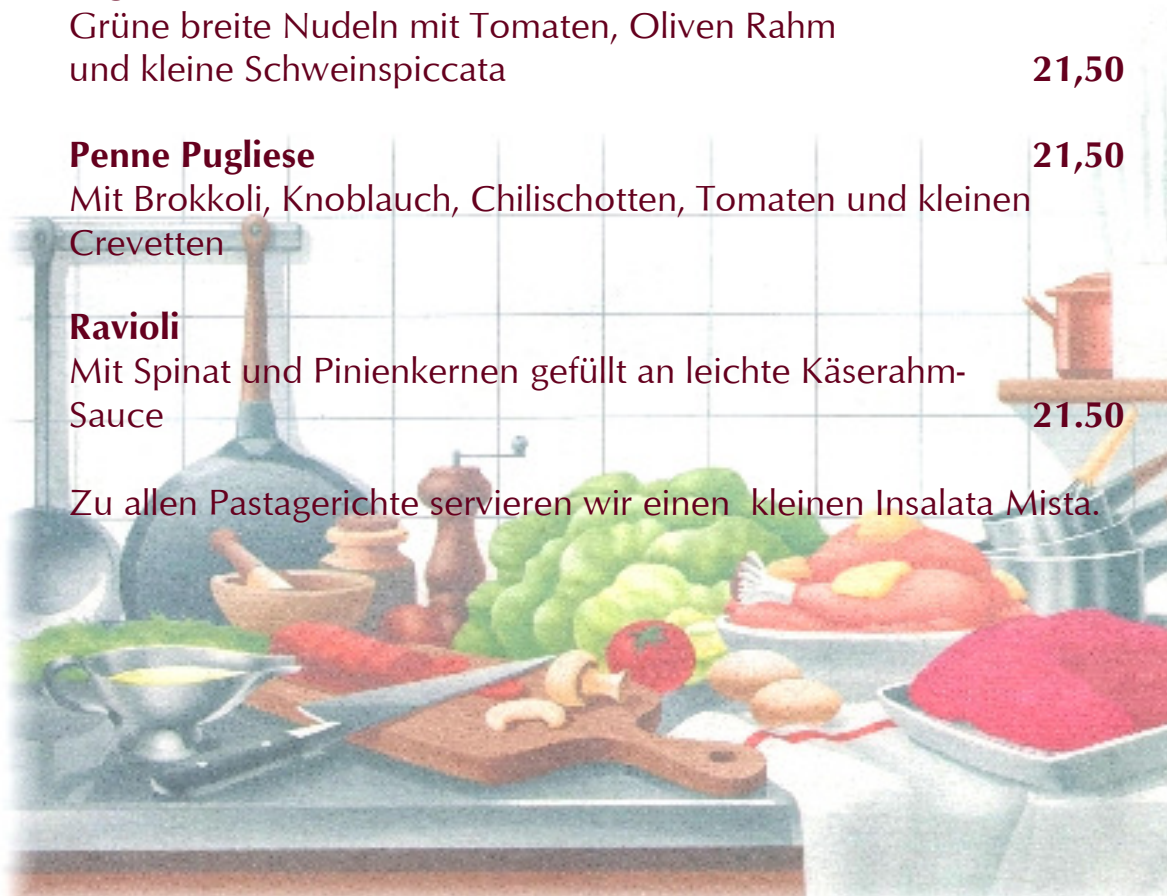 Grüne breite Nudeln mit Tomaten, Oliven Rahm
und kleine Schweinspiccata 21,50
Penne Pugliese 21,50
Mit Brokkoli, Knoblauch, Chilischotten, Tomaten und kleinen
Crevetten
Ravioli
Mit Spinat und Pinienkernen gefüllt an leichte Käserahm-
Sauce 21.50
Zu allen Pastagerichte servieren wir einen  kleinen Insalata Mista.